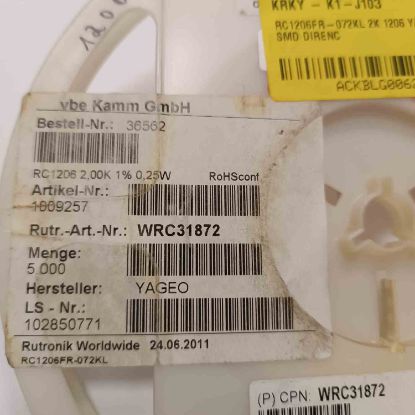 1206
KRKY - K1-J103
RC1206FR-072KL 2K 1206
SMD DIRENC
ACKBLG006
vbe Kamm GmbH
Bestell-Nr.: 36562
RC1206 2,00K 1% 0,25W RoHSconf
Artikel-Nr.:
1009257
Rutr.-Art.-Nr.: WRC31872
Menge:
5.000
Hersteller: YAGEO
LS - Nr.:
102850771
Rutronik Worldwide 24.06.2011
RC1206FR-072KL
(P) CPN: WRC31872